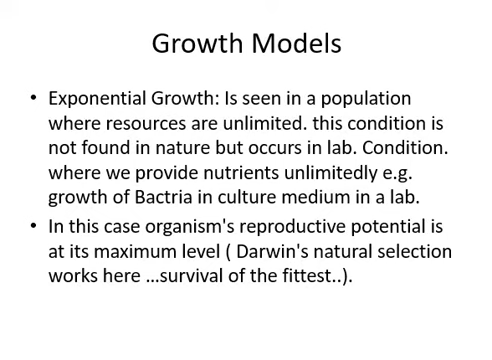 Growth Models
• Exponential Growth: Is seen in a population
where resources are unlimited. this condition is
not found in nature but occurs in lab. Condition.
where we provide nutrients unlimitedly e.g.
growth of Bactria in culture medium in a lab.
• In this case organism's reproductive potential is
at its maximum level ( Darwin's natural selection
works here ...survival of the fittest..).